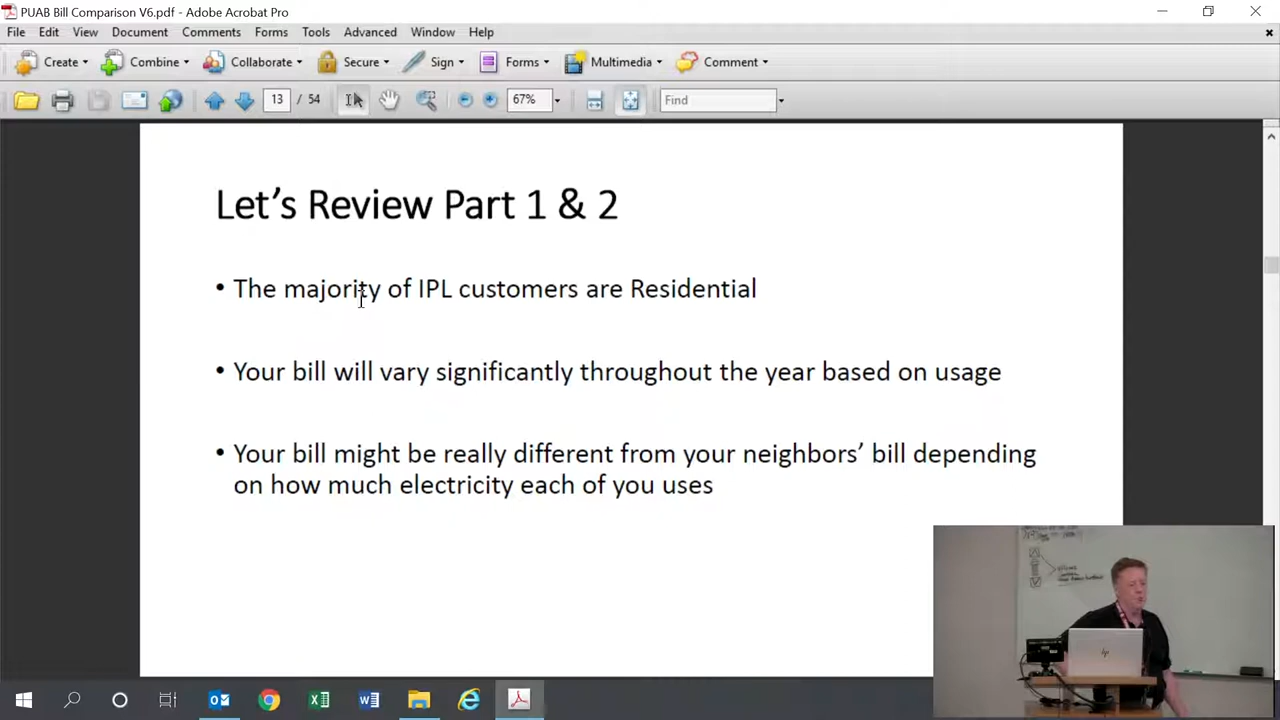 PUAB Bill Comparison V6.pdf - Adobe Acrobat Pro
File Edit View Document Comments Forms Tools Advanced Window Help
Create Combine Collaborate Secure Sign Forms Multimedia Comment
13 / 54 67% Find
Let’s Review Part 1 & 2
• The majority of IPL customers are Residential
• Your bill will vary significantly throughout the year based on usage
• Your bill might be really different from your neighbors’ bill depending
on how much electricity each of you uses
hp